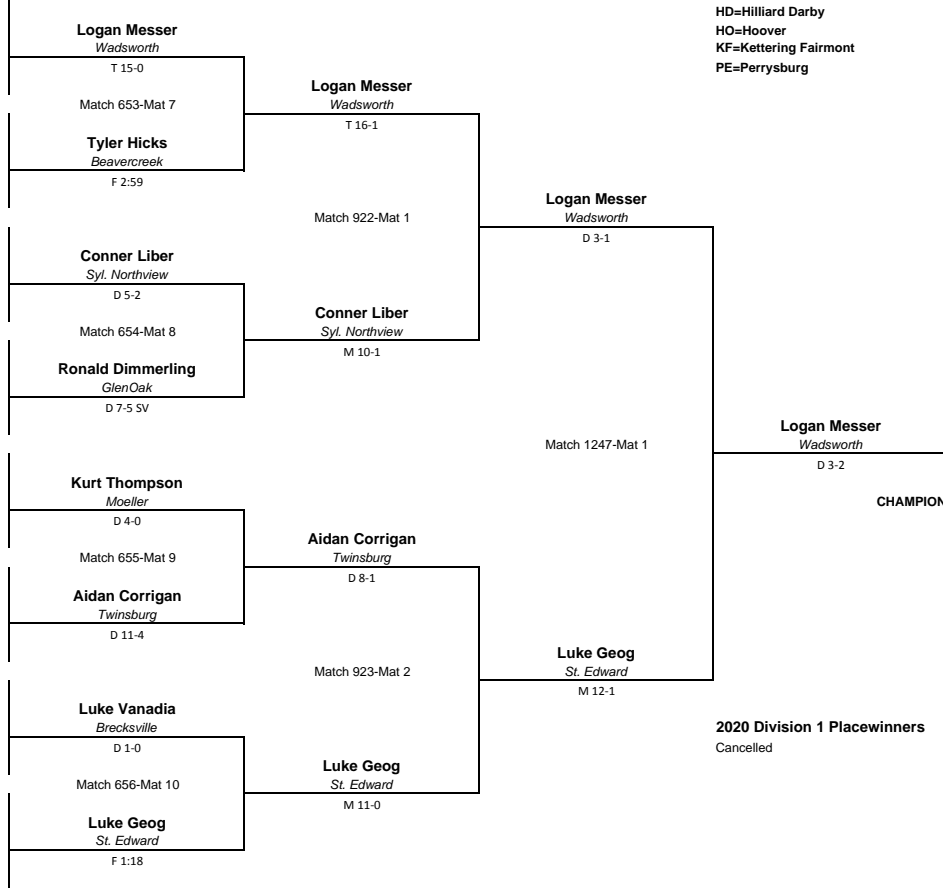 HD=Hilliard Darby
HO=Hoover
KF=Kettering Fairmont
PE=Perrysburg
Logan Messer
Wadsworth
T 15-0
Match 653-Mat 7
Tyler Hicks
Beavercreek
F 2:59
Conner Liber
Syl. Northview
D 5-2
Match 654-Mat 8
Ronald Dimmerling
GlenOak
D 7-5 SV
Kurt Thompson
Moeller
D 4-0
Match 655-Mat 9
Aidan Corrigan
Twinsburg
D 11-4
Luke Vanadia
Brecksville
D 1-0
Match 656-Mat 10
Luke Geog
St. Edward
F 1:18
Logan Messer
Wadsworth
T 16-1
Match 922-Mat 1
Conner Liber
Syl. Northview
M 10-1
Aidan Corrigan
Twinsburg
D 8-1
Match 923-Mat 2
Luke Geog
St. Edward
M 11-0
Logan Messer
Wadsworth
D 3-1
Match 1247-Mat 1
Luke Geog
St. Edward
M 12-1
Logan Messer
Wadsworth
D 3-2
CHAMPION
2020 Division 1 Placewinners
Cancelled